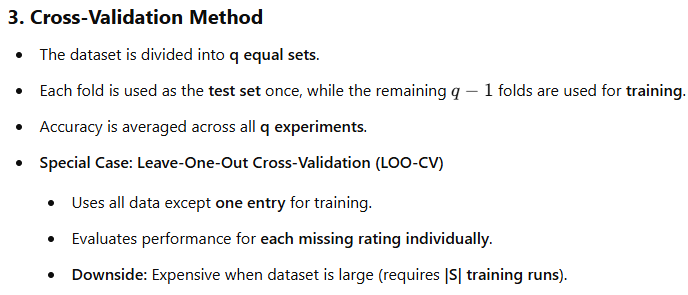 3. Cross-Validation Method
• The dataset is divided into q equal sets.
• Each fold is used as the test set once, while the remaining q − 1 folds are used for training.
• Accuracy is averaged across all q experiments.
• Special Case: Leave-One-Out Cross-Validation (LOO-CV)
• Uses all data except one entry for training.
• Evaluates performance for each missing rating individually.
• Downside: Expensive when dataset is large (requires |S| training runs).